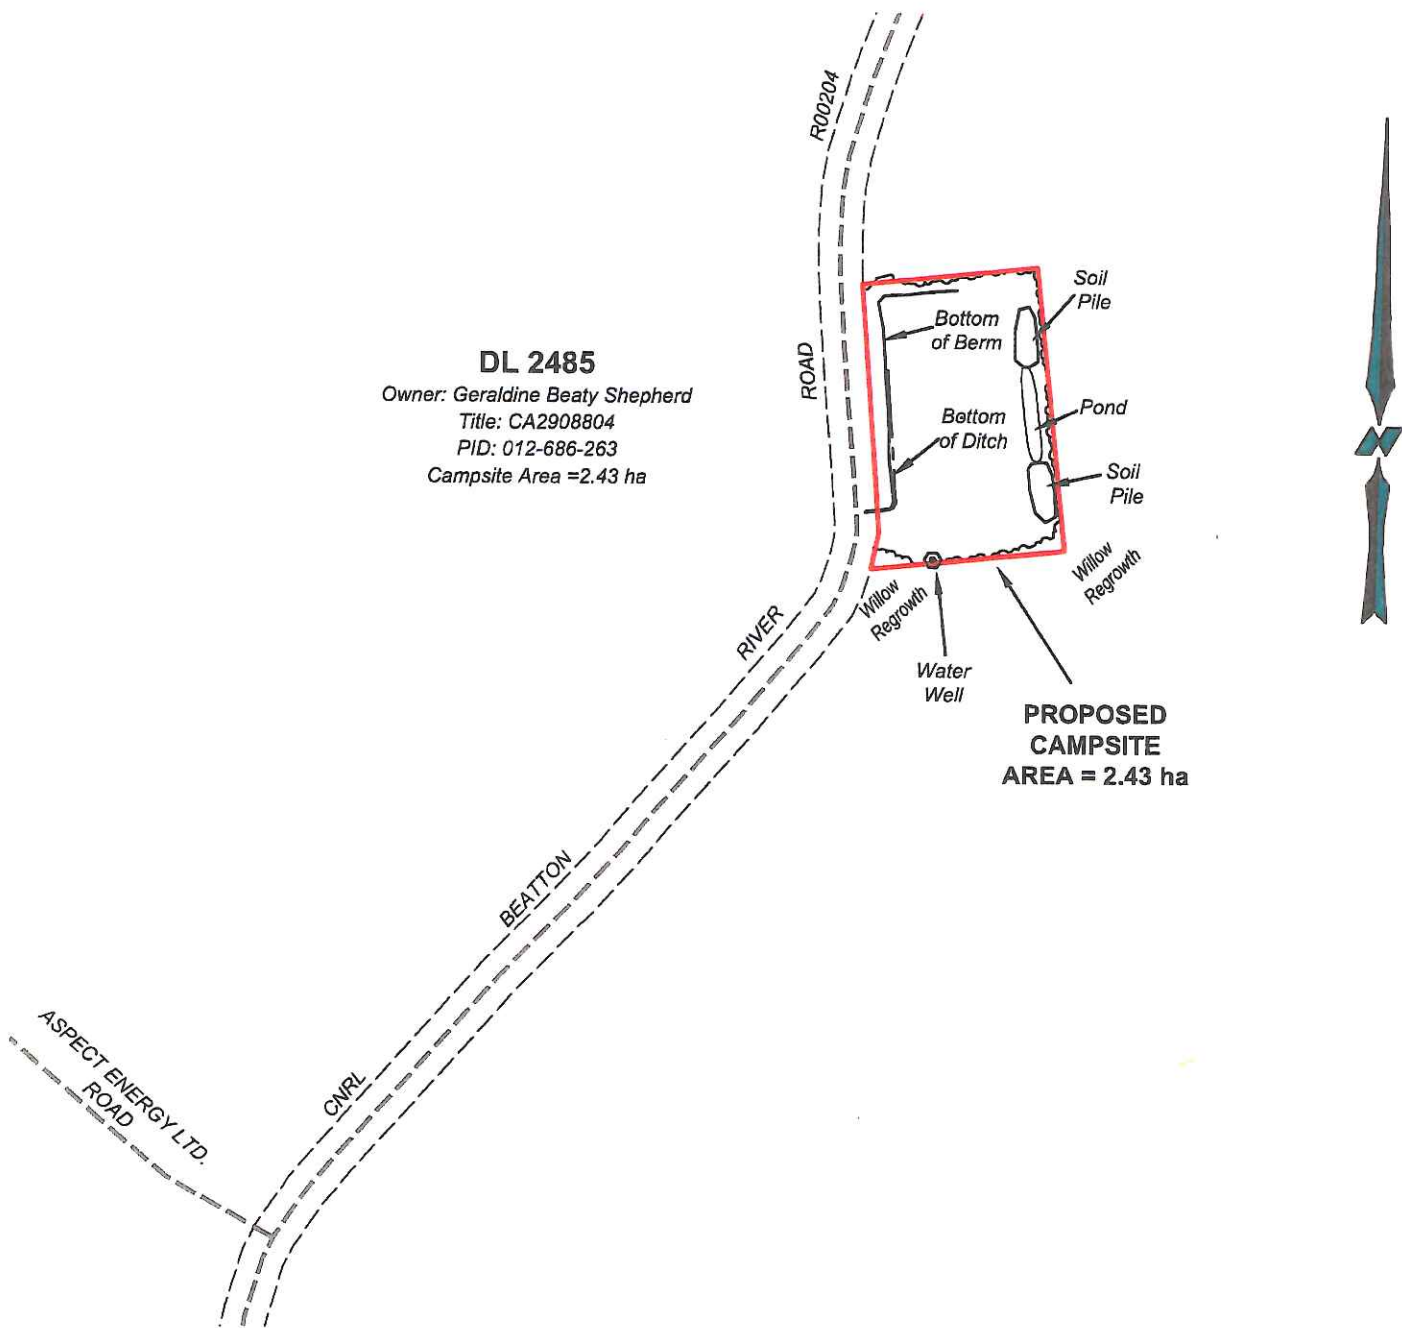 R00204
Soil
Pile
Bottom
of Berm
ROAD
DL 2485
Owner: Geraldine Beaty Shepherd
Title: CA2908804
PID: 012-686-263
Campsite Area =2.43 ha
Pond
Bottom
of Ditch
Soil
Pile
Willow
Regrowth
Willow
Regrowth
RIVER
Water
Well
PROPOSED
CAMPSITE
AREA = 2.43 ha
BEATTON
CNRL
ASPECT ENERGY LTD.
ROAD
N